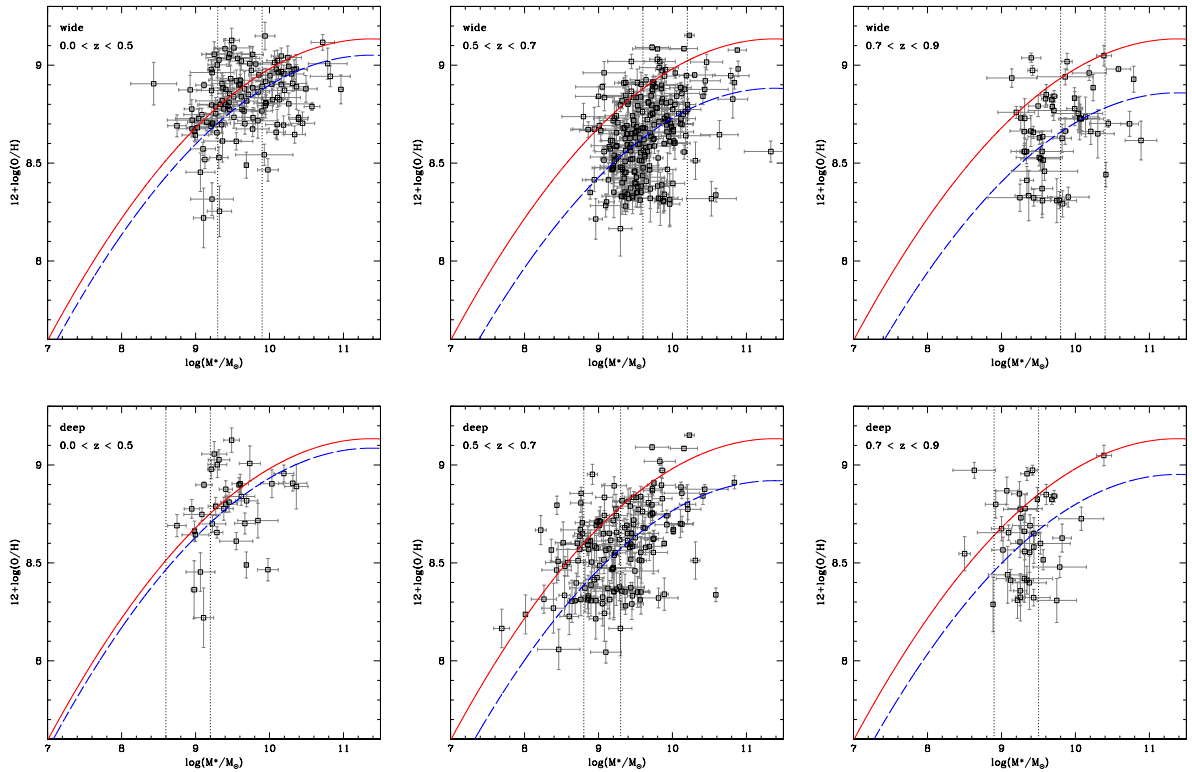 wide
0.0 < z < 0.5
12+log(O/H)
9
8.5
8
7 8 9 10 11
log(M*/M⊙)
wide
0.5 < z < 0.7
12+log(O/H)
9
8.5
8
7 8 9 10 11
log(M*/M⊙)
wide
0.7 < z < 0.9
12+log(O/H)
9
8.5
8
7 8 9 10 11
log(M*/M⊙)
deep
0.0 < z < 0.5
12+log(O/H)
9
8.5
8
7 8 9 10 11
log(M*/M⊙)
deep
0.5 < z < 0.7
12+log(O/H)
9
8.5
8
7 8 9 10 11
log(M*/M⊙)
deep
0.7 < z < 0.9
12+log(O/H)
9
8.5
8
7 8 9 10 11
log(M*/M⊙)